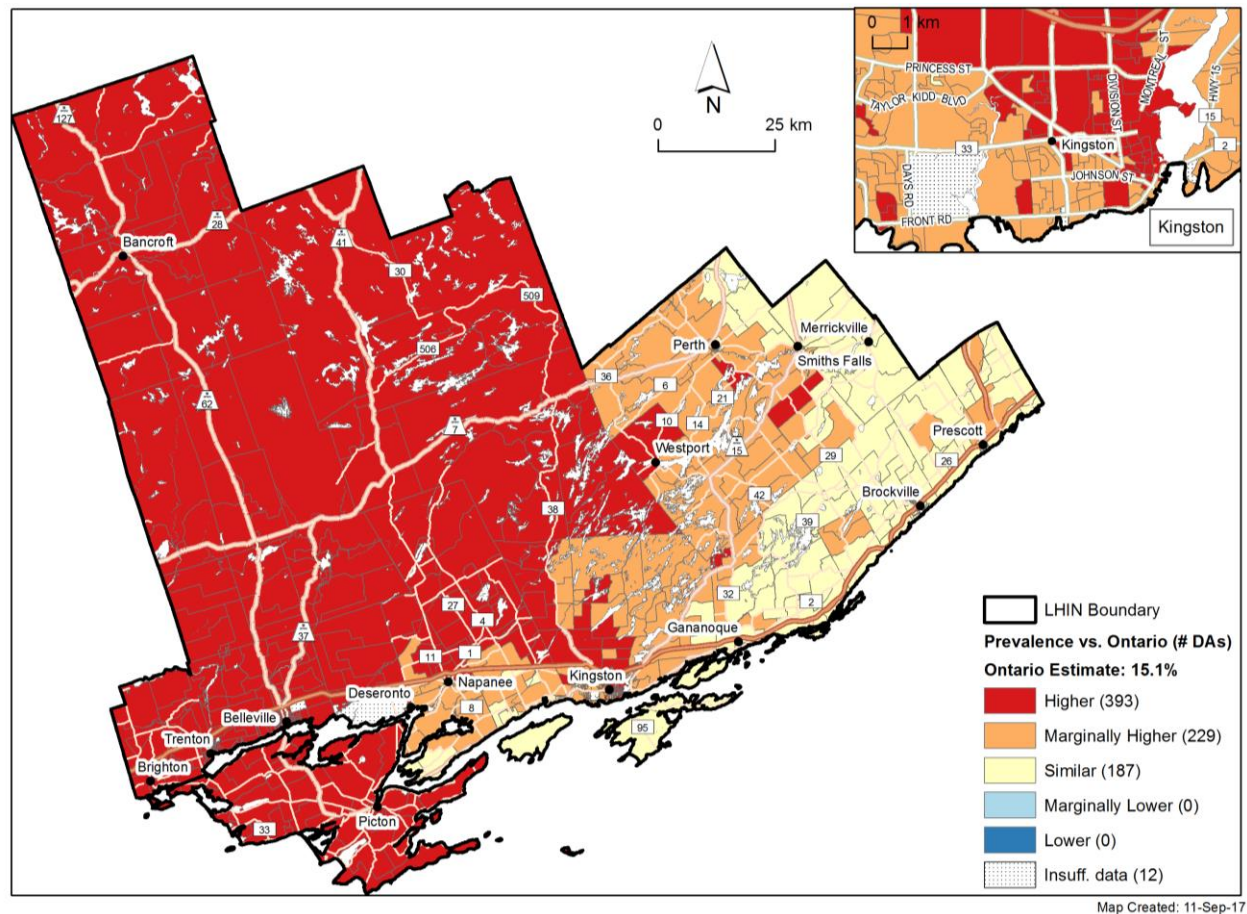 N
0 25 km
127
Bancroft
28
41
30
509
506
62
7
36
Perth
Merrickville
Smiths Falls
6
21
10
14
Westport
15
29
Prescott
26
Brockville
42
39
38
32
2
Gananoque
27
4
1
11
37
Napanee
Kingston
Deseronto
8
95
Belleville
Trenton
Brighton
33
Picton
0 1 km
PRINCESS ST
TAYLOR-KIDD-BLVD
DIVISION ST
MONTREAL ST
HWY 15
15
2
Kingston
33
JOHNSON ST
DAYS RD
FRONT RD
Kingston
LHIN Boundary
Prevalence vs. Ontario (# DAs)
Ontario Estimate: 15.1%
Higher (393)
Marginally Higher (229)
Similar (187)
Marginally Lower (0)
Lower (0)
Insuff. data (12)
Map Created: 11-Sep-17